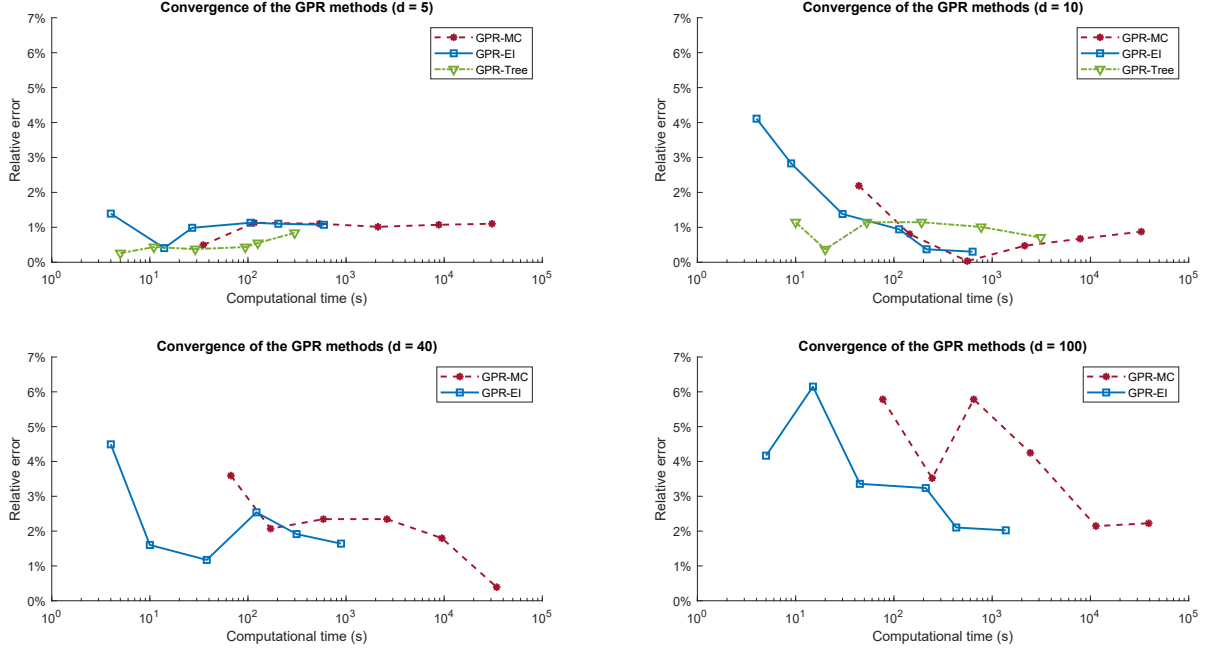 Convergence of the GPR methods (d = 5)
7%
6%
5%
4%
3%
2%
1%
0%
Relative error
GPR-MC
GPR-EI
GPR-Tree
10^0
10^1
10^2
10^3
10^4
10^5
Computational time (s)
Convergence of the GPR methods (d = 10)
7%
6%
5%
4%
3%
2%
1%
0%
Relative error
GPR-MC
GPR-EI
GPR-Tree
10^0
10^1
10^2
10^3
10^4
10^5
Computational time (s)
Convergence of the GPR methods (d = 40)
7%
6%
5%
4%
3%
2%
1%
0%
Relative error
GPR-MC
GPR-EI
10^0
10^1
10^2
10^3
10^4
10^5
Computational time (s)
Convergence of the GPR methods (d = 100)
7%
6%
5%
4%
3%
2%
1%
0%
Relative error
GPR-MC
GPR-EI
10^0
10^1
10^2
10^3
10^4
10^5
Computational time (s)